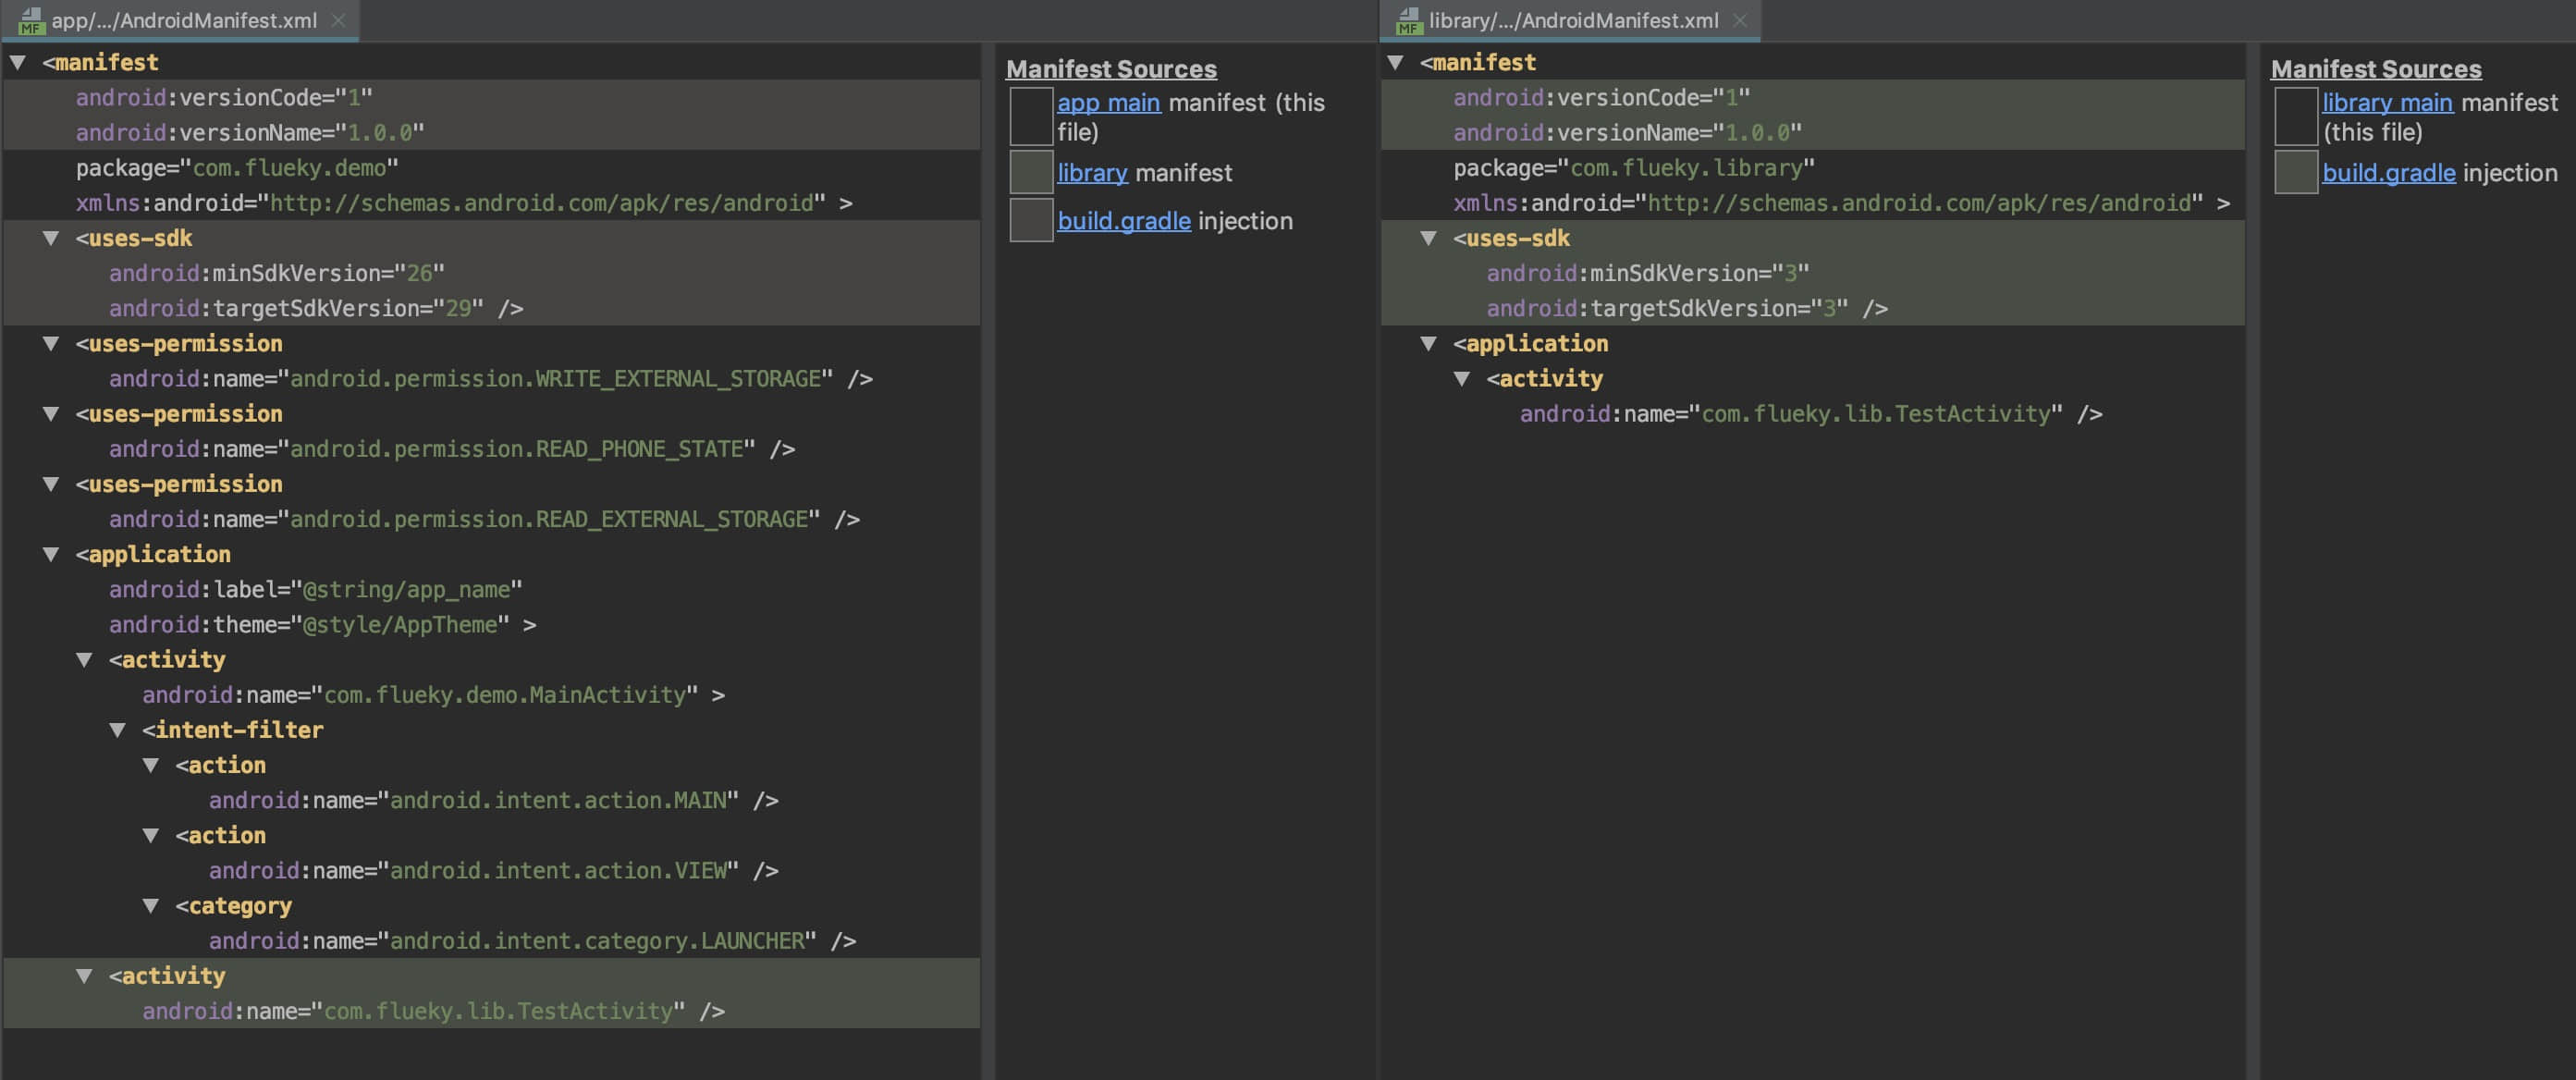 MF app/.../AndroidManifest.xml
<manifest
android:versionCode="1"
android:versionName="1.0.0"
package="com.flueky.demo"
xmlns:android="http://schemas.android.com/apk/res/android" >
<uses-sdk
android:minSdkVersion="26"
android:targetSdkVersion="29" />
<uses-permission
android:name="android.permission.WRITE_EXTERNAL_STORAGE" />
<uses-permission
android:name="android.permission.READ_PHONE_STATE" />
<uses-permission
android:name="android.permission.READ_EXTERNAL_STORAGE" />
<application
android:label="@string/app_name"
android:theme="@style/AppTheme" >
<activity
android:name="com.flueky.demo.MainActivity" >
<intent-filter
<action
android:name="android.intent.action.MAIN" />
<action
android:name="android.intent.action.VIEW" />
<category
android:name="android.intent.category.LAUNCHER" />
<activity
android:name="com.flueky.lib.TestActivity" />
Manifest Sources
app main manifest (this
file)
library manifest
build.gradle injection
MF library/.../AndroidManifest.xml
<manifest
android:versionCode="1"
android:versionName="1.0.0"
package="com.flueky.library"
xmlns:android="http://schemas.android.com/apk/res/android" >
<uses-sdk
android:minSdkVersion="3"
android:targetSdkVersion="3" />
<application
<activity
android:name="com.flueky.lib.TestActivity" />
Manifest Sources
library main manifest
(this file)
build.gradle injection